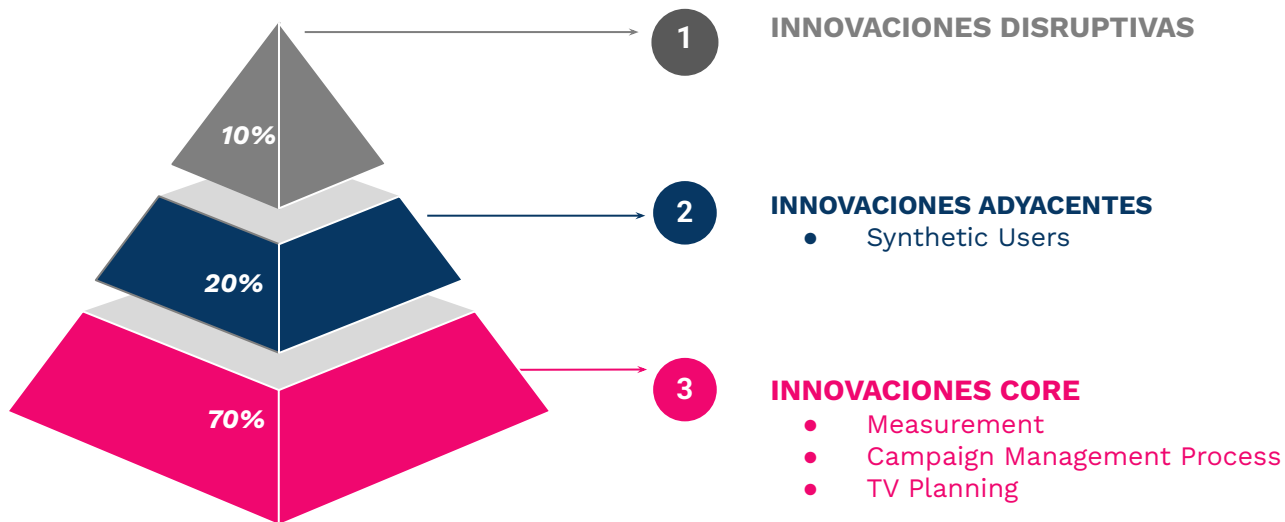 1
INNOVACIONES DISRUPTIVAS
10%
2
INNOVACIONES ADYACENTES
● Synthetic Users
20%
3
INNOVACIONES CORE
● Measurement
● Campaign Management Process
● TV Planning
70%